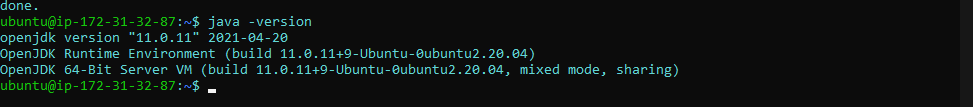 done.
ubuntu@ip-172-31-32-87:~$ java -version
openjdk version "11.0.11" 2021-04-20
OpenJDK Runtime Environment (build 11.0.11+9-Ubuntu-0ubuntu2.20.04)
OpenJDK 64-Bit Server VM (build 11.0.11+9-Ubuntu-0ubuntu2.20.04, mixed mode, sharing)
ubuntu@ip-172-31-32-87:~$